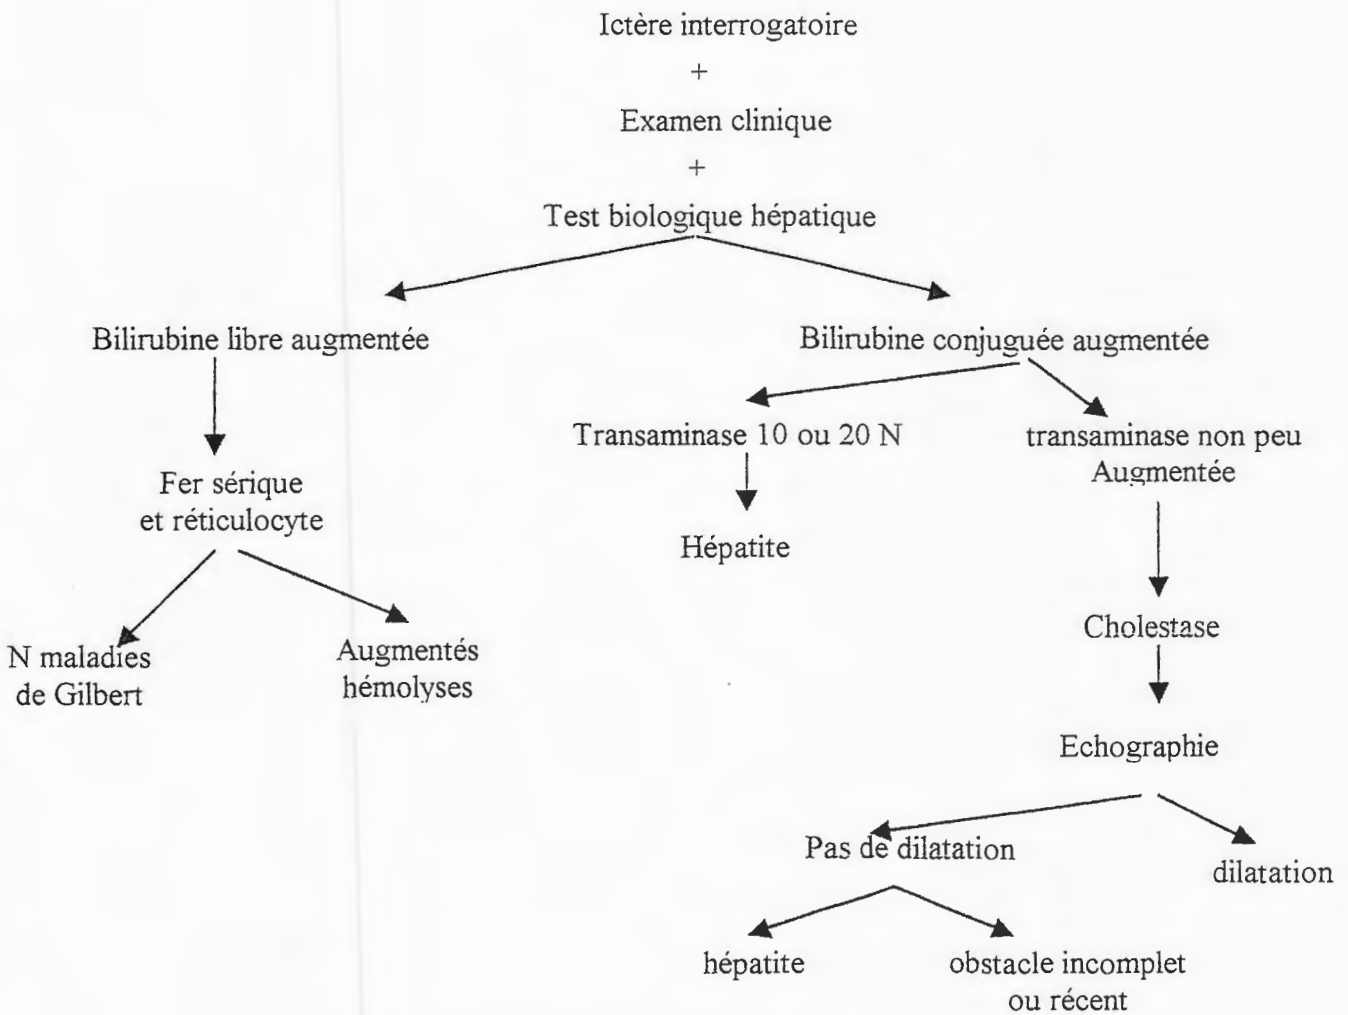 Ictère interrogatoire
+
Examen clinique
+
Test biologique hépatique
Bilirubine libre augmentée
Bilirubine conjuguée augmentée
Transaminase 10 ou 20 N
transaminase non peu
Augmentée
Fer sérique
et réticulocyte
Hépatite
N maladies
de Gilbert
Augmentés
hémolyses
Cholestase
Echographie
Pas de dilatation
dilatation
hépatite
obstacle incomplet
ou récent